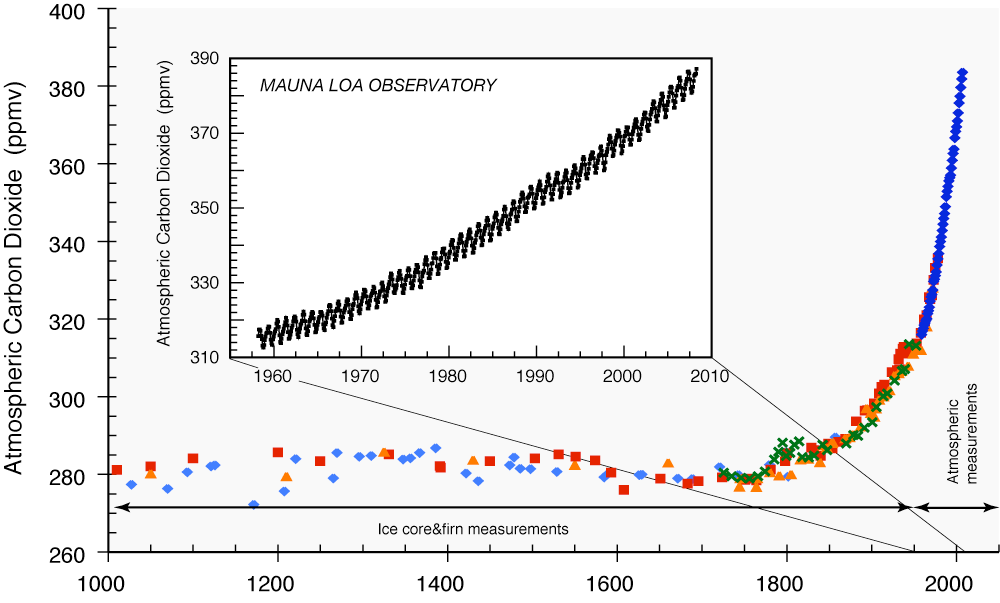 400
380
360
340
320
300
280
260
Atmospheric Carbon Dioxide (ppmv)
390
370
350
330
310
Atmospheric Carbon Dioxide (ppmv)
MAUNA LOA OBSERVATORY
1960 1970 1980 1990 2000 2010
Atmospheric
measurements
Ice core&firn measurements
1000 1200 1400 1600 1800 2000